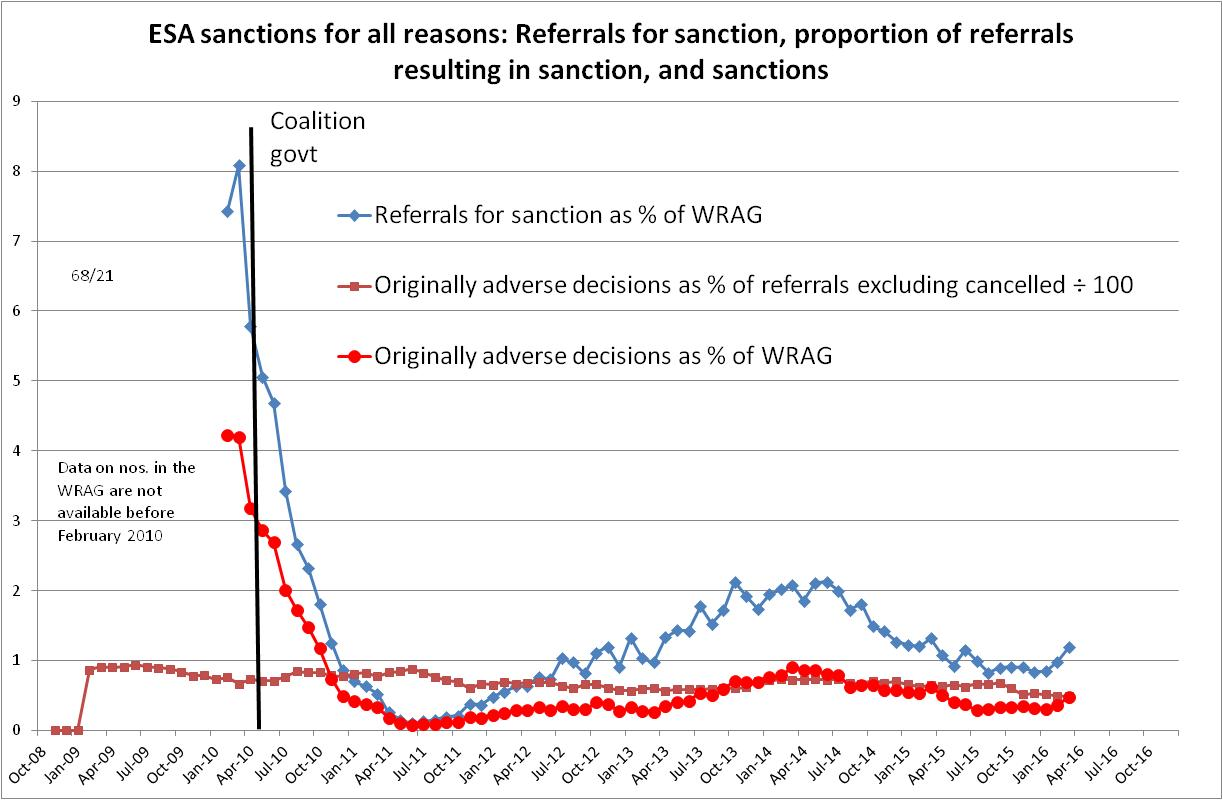 ESA sanctions for all reasons: Referrals for sanction, proportion of referrals
resulting in sanction, and sanctions
9
8
7
6
5
4
3
2
1
0
Coalition
govt
Referrals for sanction as % of WRAG
68/21
Originally adverse decisions as % of referrals excluding cancelled ÷ 100
Originally adverse decisions as % of WRAG
Data on nos. in the
WRAG are not
available before
February 2010
Oct-08
Jan-09
Apr-09
Jul-09
Oct-09
Jan-10
Apr-10
Jul-10
Oct-10
Jan-11
Apr-11
Jul-11
Oct-11
Jan-12
Apr-12
Jul-12
Oct-12
Jan-13
Apr-13
Jul-13
Oct-13
Jan-14
Apr-14
Jul-14
Oct-14
Jan-15
Apr-15
Jul-15
Oct-15
Jan-16
Apr-16
Jul-16
Oct-16